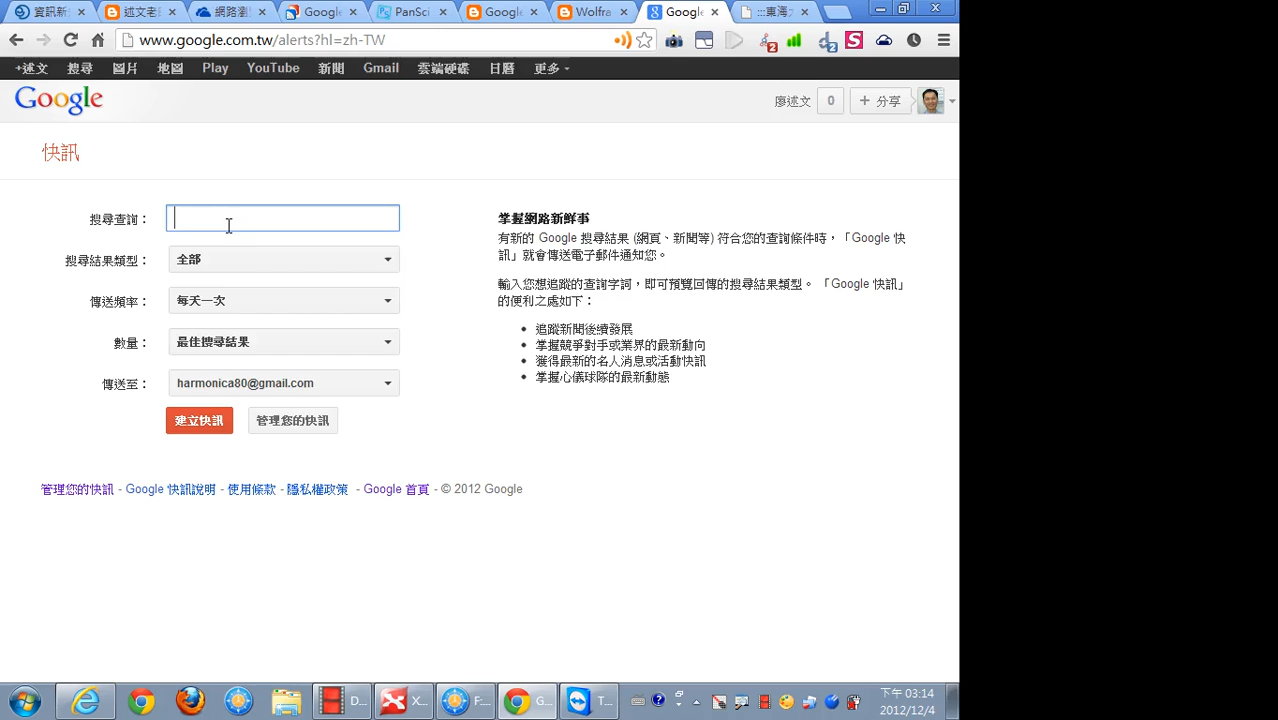 資訊新
述文老
網路瀏
Google
PanSci
Google
Wolfra
Google
:::東海大
www.google.com.tw/alerts?hl=zh-TW
2
2
+述文 搜尋 圖片 地圖 Play YouTube 新聞 Gmail 雲端硬碟 日曆 更多
Google
廖述文 0 + 分享
快訊
搜尋查詢：
搜尋結果類型： 全部
傳送頻率： 每天一次
數量： 最佳搜尋結果
傳送至： harmonica80@gmail.com
建立快訊 管理您的快訊
掌握網路新鮮事
有新的 Google 搜尋結果 (網頁、新聞等) 符合您的查詢條件時，「Google 快
訊」就會傳送電子郵件通知您。
輸入您想追蹤的查詢字詞，即可預覽回傳的搜尋結果類型。「Google 快訊」
的便利之處如下：
追蹤新聞後續發展
掌握競爭對手或業界的最新動向
獲得最新的名人消息或活動快訊
掌握心儀球隊的最新動態
管理您的快訊 - Google 快訊說明 - 使用條款 - 隱私權政策 - Google 首頁 - © 2012 Google
D...
X...
F...
G...
T...
下午 03:14
2012/12/4